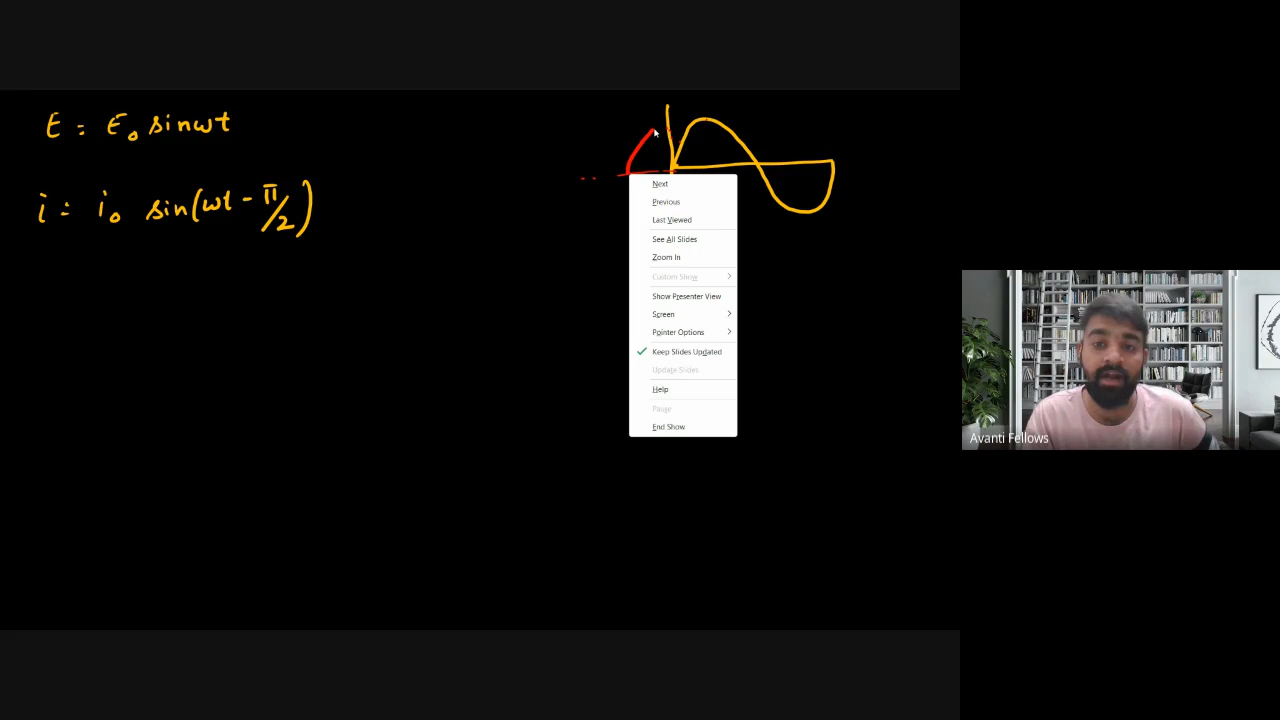 E = E₀ sinωt
i = i₀ sin(ωt - π/2)
Next
Previous
Last Viewed
See All Slides
Zoom In
Custom Show
Show Presenter View
Screen
Pointer Options
Keep Slides Updated
Update Slides
Help
Pause
End Show
Avanti Fellows